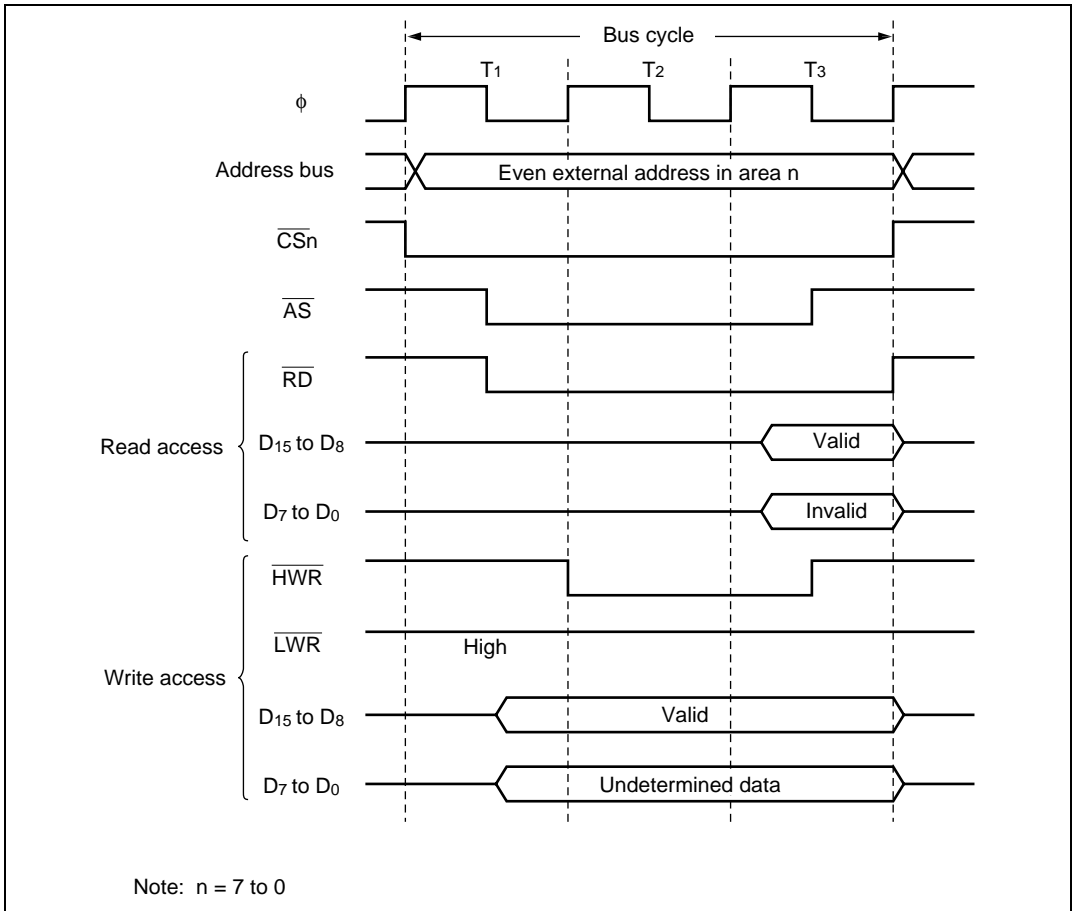 Bus cycle
T1 T2 T3
φ
Address bus Even external address in area n
CSn
AS
RD
Read access D15 to D8 Valid
D7 to D0 Invalid
HWR
LWR High
Write access
D15 to D8 Valid
D7 to D0 Undetermined data
Note: n = 7 to 0